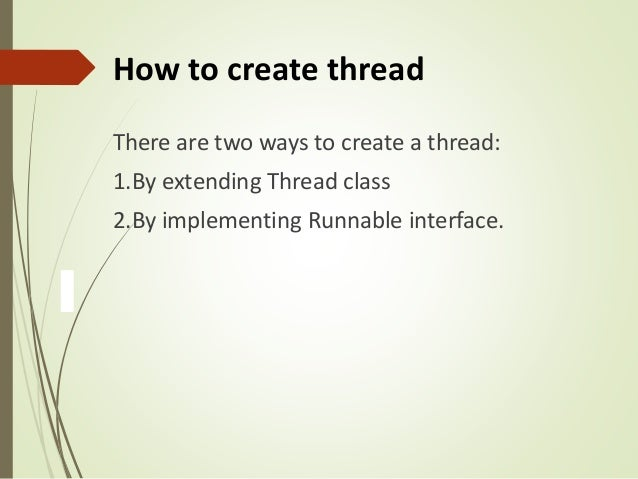 How to create thread
There are two ways to create a thread:
1.By extending Thread class
2.By implementing Runnable interface.